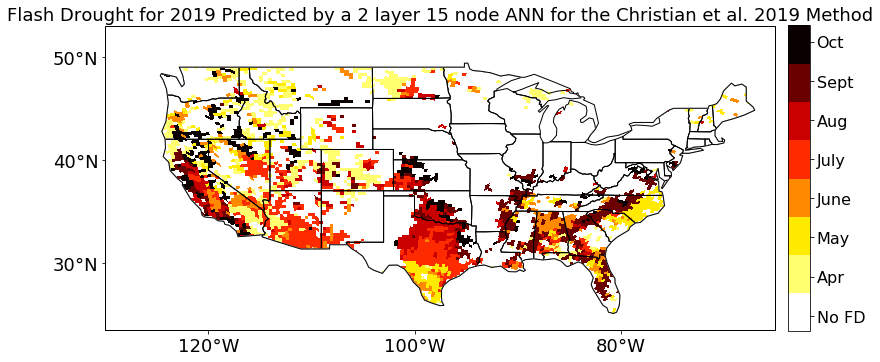 Flash Drought for 2019 Predicted by a 2 layer 15 node ANN for the Christian et al. 2019 Method
50°N
40°N
30°N
120°W
100°W
80°W
Oct
Sept
Aug
July
June
May
Apr
No FD